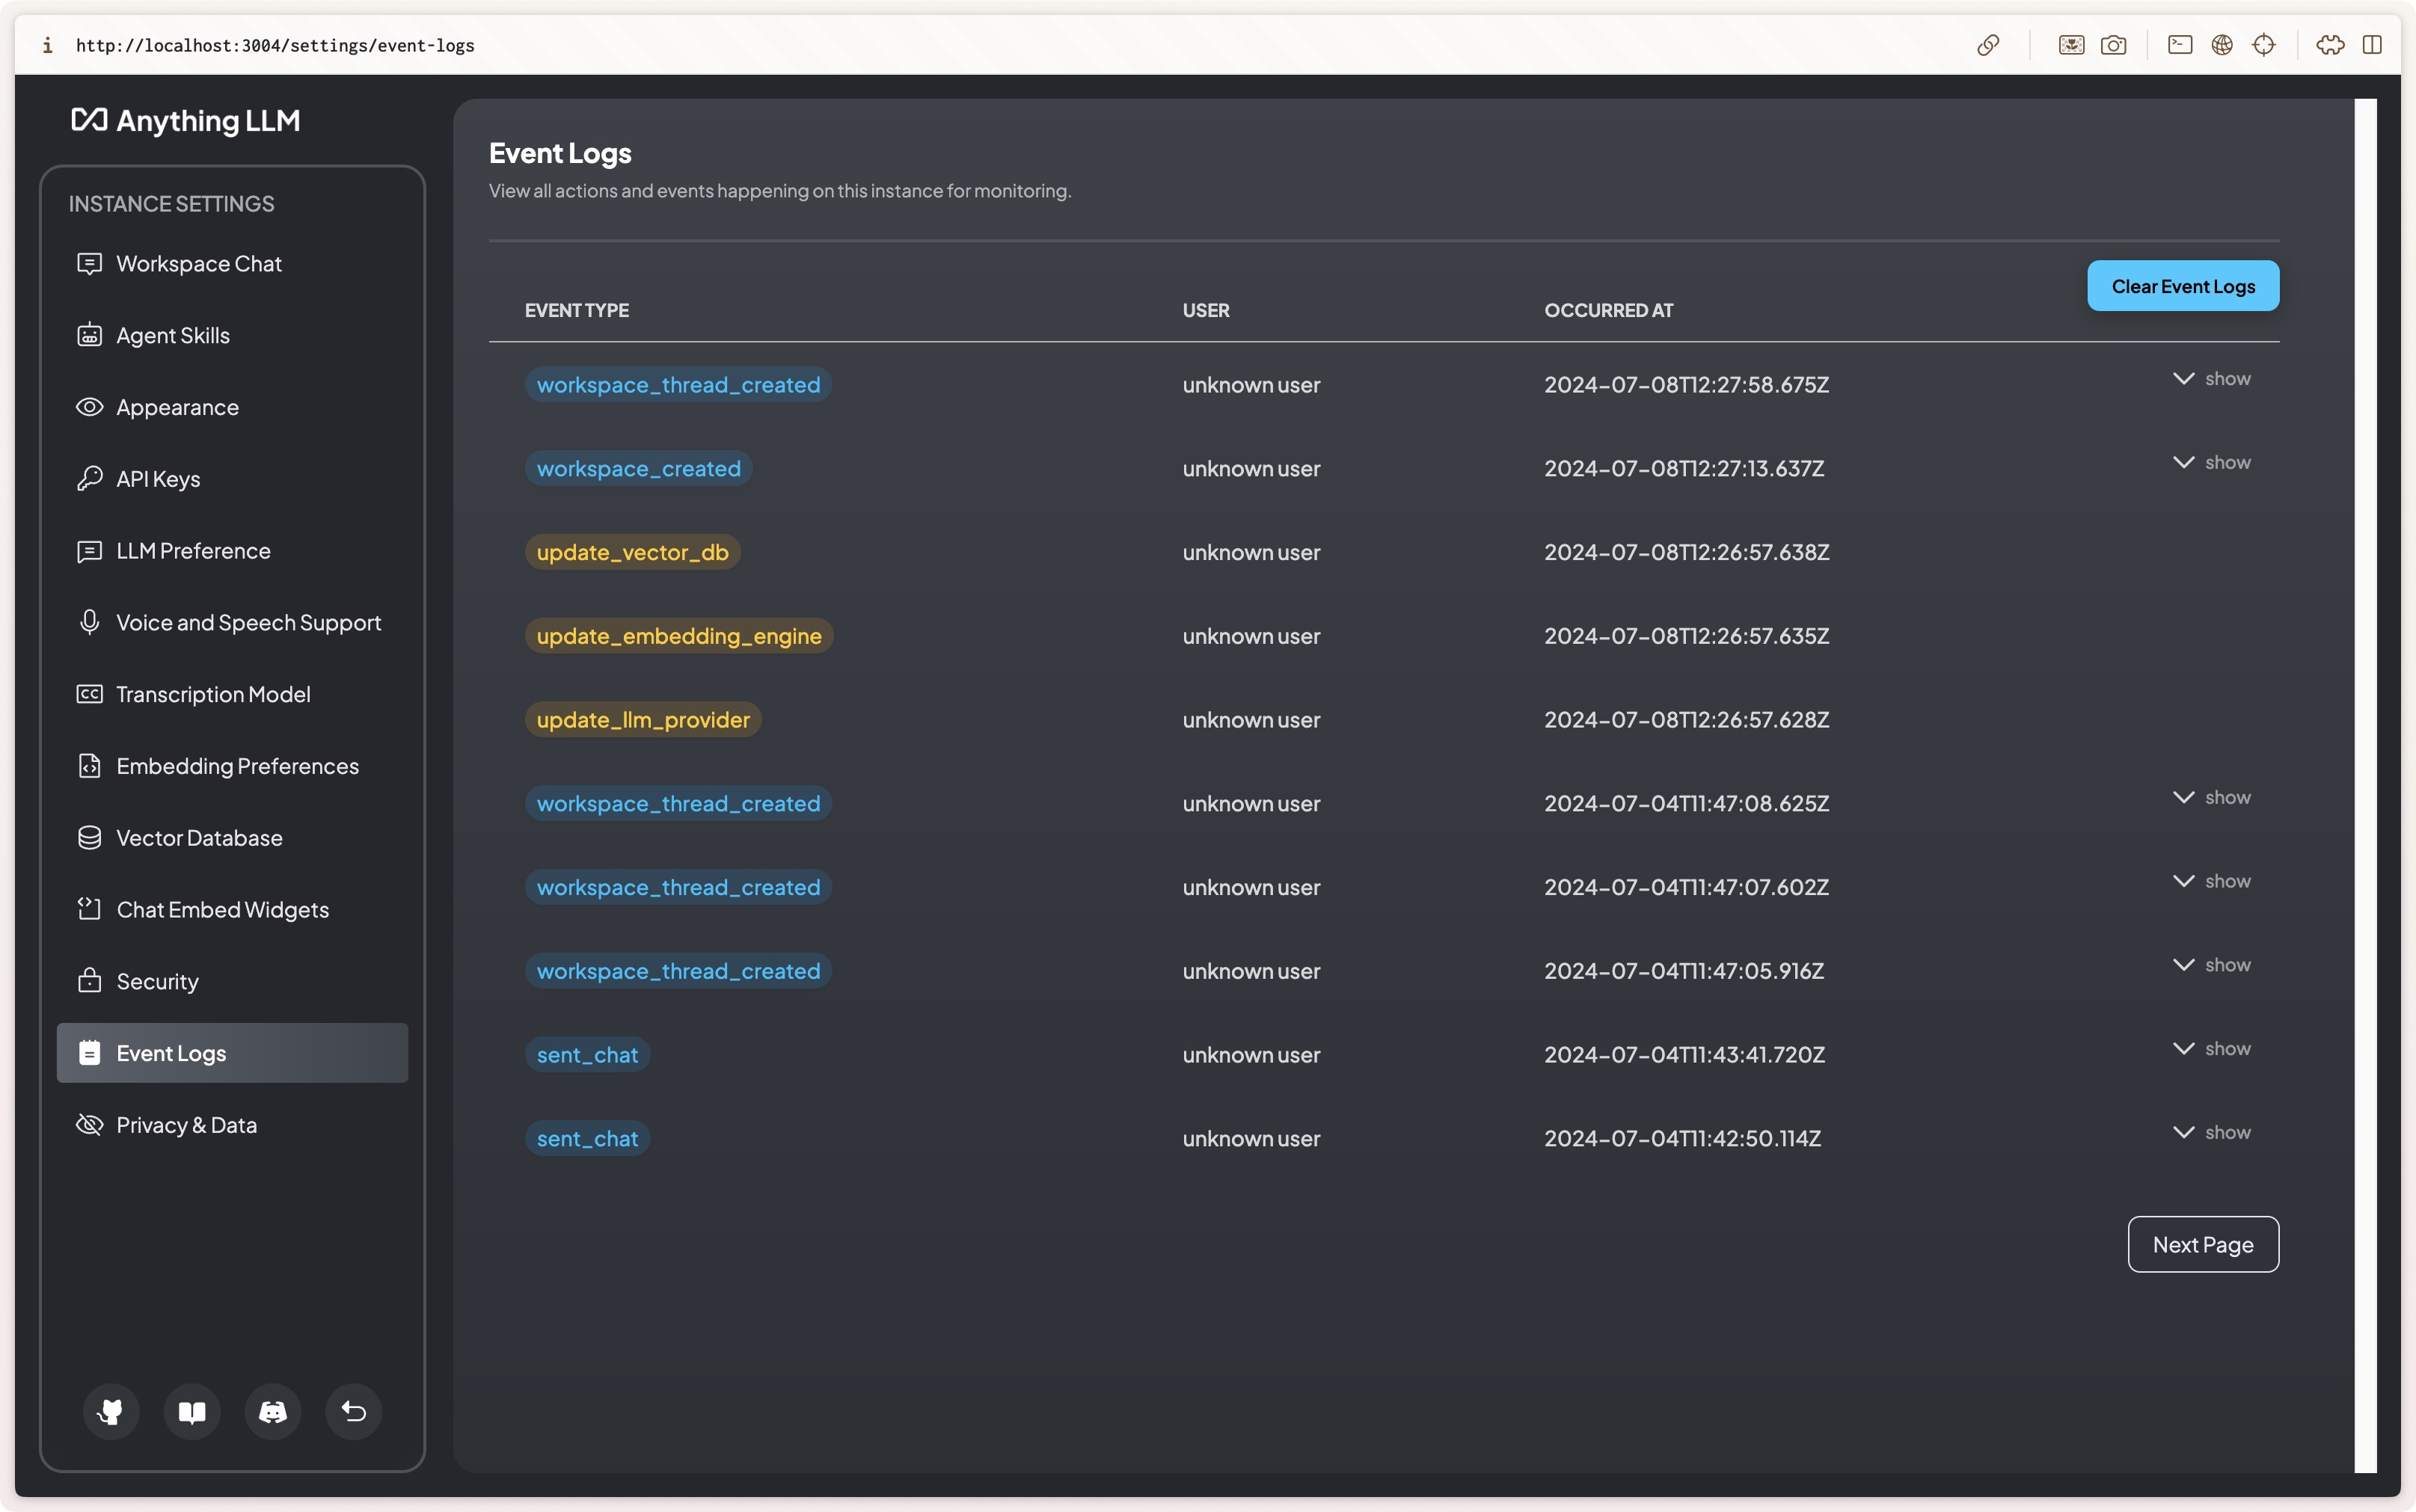 http://localhost:3004/settings/event-logs
Anything LLM
INSTANCE SETTINGS
Workspace Chat
Agent Skills
Appearance
API Keys
LLM Preference
Voice and Speech Support
Transcription Model
Embedding Preferences
Vector Database
Chat Embed Widgets
Security
Event Logs
Privacy & Data
Event Logs
View all actions and events happening on this instance for monitoring.
Clear Event Logs
EVENT TYPE USER OCCURRED AT
workspace_thread_created unknown user 2024-07-08T12:27:58.675Z show
workspace_created unknown user 2024-07-08T12:27:13.637Z show
update_vector_db unknown user 2024-07-08T12:26:57.638Z
update_embedding_engine unknown user 2024-07-08T12:26:57.635Z
update_llm_provider unknown user 2024-07-08T12:26:57.628Z
workspace_thread_created unknown user 2024-07-04T11:47:08.625Z show
workspace_thread_created unknown user 2024-07-04T11:47:07.602Z show
workspace_thread_created unknown user 2024-07-04T11:47:05.916Z show
sent_chat unknown user 2024-07-04T11:43:41.720Z show
sent_chat unknown user 2024-07-04T11:42:50.114Z show
Next Page